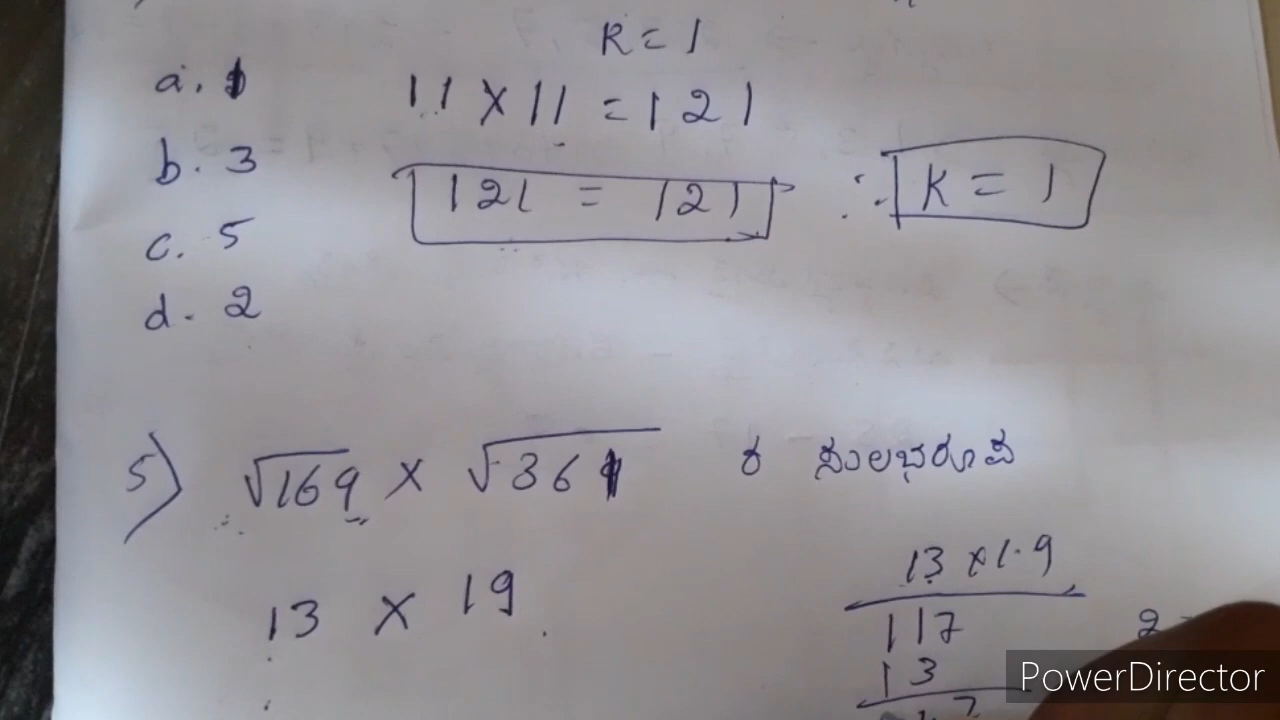 K = 1
a. 1
11 × 11 = 121
b. 3
121 = 121 ∴ K = 1
c. 5
d. 2
5) √169 × √361 ರ ಸುಲಭರೂಪ
13 × 19
13 × 19
117
13
PowerDirector